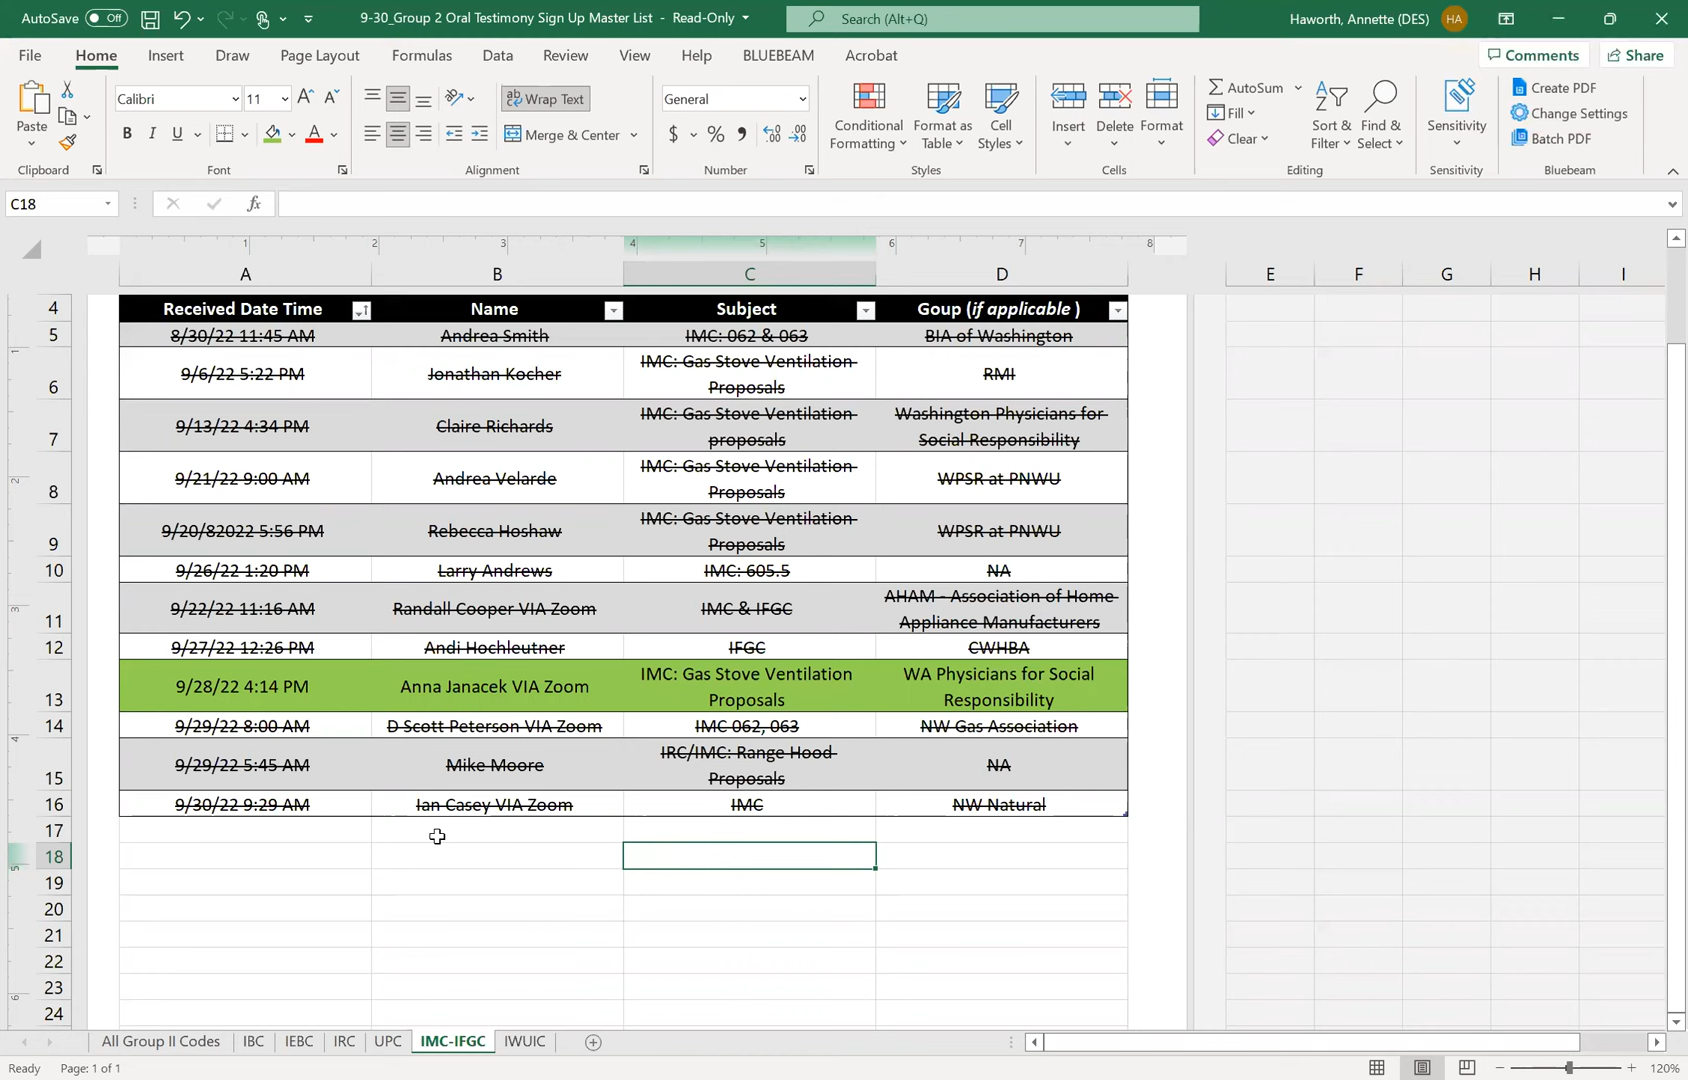 AutoSave Off 9-30_Group 2 Oral Testimony Sign Up Master List - Read-Only Search (Alt+Q) Haworth, Annette (DES) HA
File Home Insert Draw Page Layout Formulas Data Review View Help BLUEBEAM Acrobat Comments Share
Calibri 11 Wrap Text General AutoSum Create PDF
Fill Change Settings
Paste B I U A Merge & Center $ % Conditional Formatting Format as Table Cell Styles Insert Delete Format Clear Sort & Filter Find & Select Sensitivity Batch PDF
Clipboard Font Alignment Number Styles Cells Editing Sensitivity Bluebeam
C18 fx
1 2 3 4 5 6 7 8
A B C D E F G H I
4 Received Date Time Name Subject Goup (if applicable )
5 8/30/22 11:45 AM Andrea Smith IMC: 062 & 063 BIA of Washington
6 9/6/22 5:22 PM Jonathan Kocher IMC: Gas Stove Ventilation Proposals RMI
7 9/13/22 4:34 PM Claire Richards IMC: Gas Stove Ventilation proposals Washington Physicians for Social Responsibility
8 9/21/22 9:00 AM Andrea Velarde IMC: Gas Stove Ventilation Proposals WPSR at PNWU
9 9/20/82022 5:56 PM Rebecca Hoshaw IMC: Gas Stove Ventilation Proposals WPSR at PNWU
10 9/26/22 1:20 PM Larry Andrews IMC: 605.5 NA
11 9/22/22 11:16 AM Randall Cooper VIA Zoom IMC & IFGC AHAM - Association of Home Appliance Manufacturers
12 9/27/22 12:26 PM Andi Hochleutner IFGC CWHBA
13 9/28/22 4:14 PM Anna Janacek VIA Zoom IMC: Gas Stove Ventilation Proposals WA Physicians for Social Responsibility
14 9/29/22 8:00 AM D Scott Peterson VIA Zoom IMC 062, 063 NW Gas Association
15 9/29/22 5:45 AM Mike Moore IRC/IMC: Range Hood Proposals NA
16 9/30/22 9:29 AM Ian Casey VIA Zoom IMC NW Natural
17
18
19
20
21
22
23
24
All Group II Codes IBC IEBC IRC UPC IMC-IFGC IWUIC
Ready Page: 1 of 1 120%